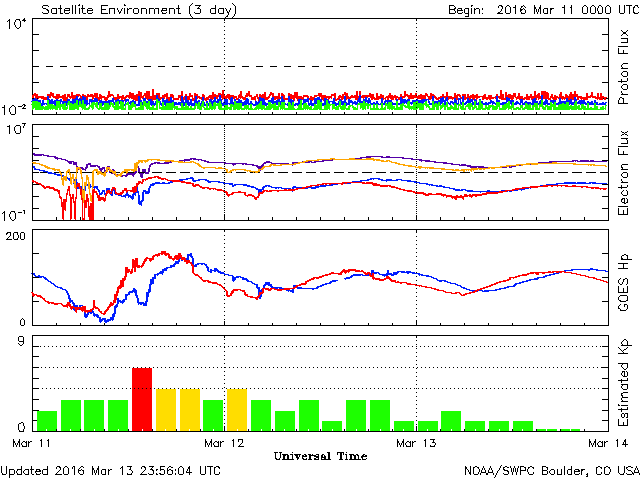 Satellite Environment (3 day) Begin: 2016 Mar 11 0000 UTC
10⁴
10⁻²
Proton Flux
10⁷
10⁻¹
Electron Flux
200
0
GOES Hp
9
0
Estimated Kp
Mar 11 Mar 12 Mar 13 Mar 14
Universal Time
Updated 2016 Mar 13 23:56:04 UTC NOAA/SWPC Boulder, CO USA